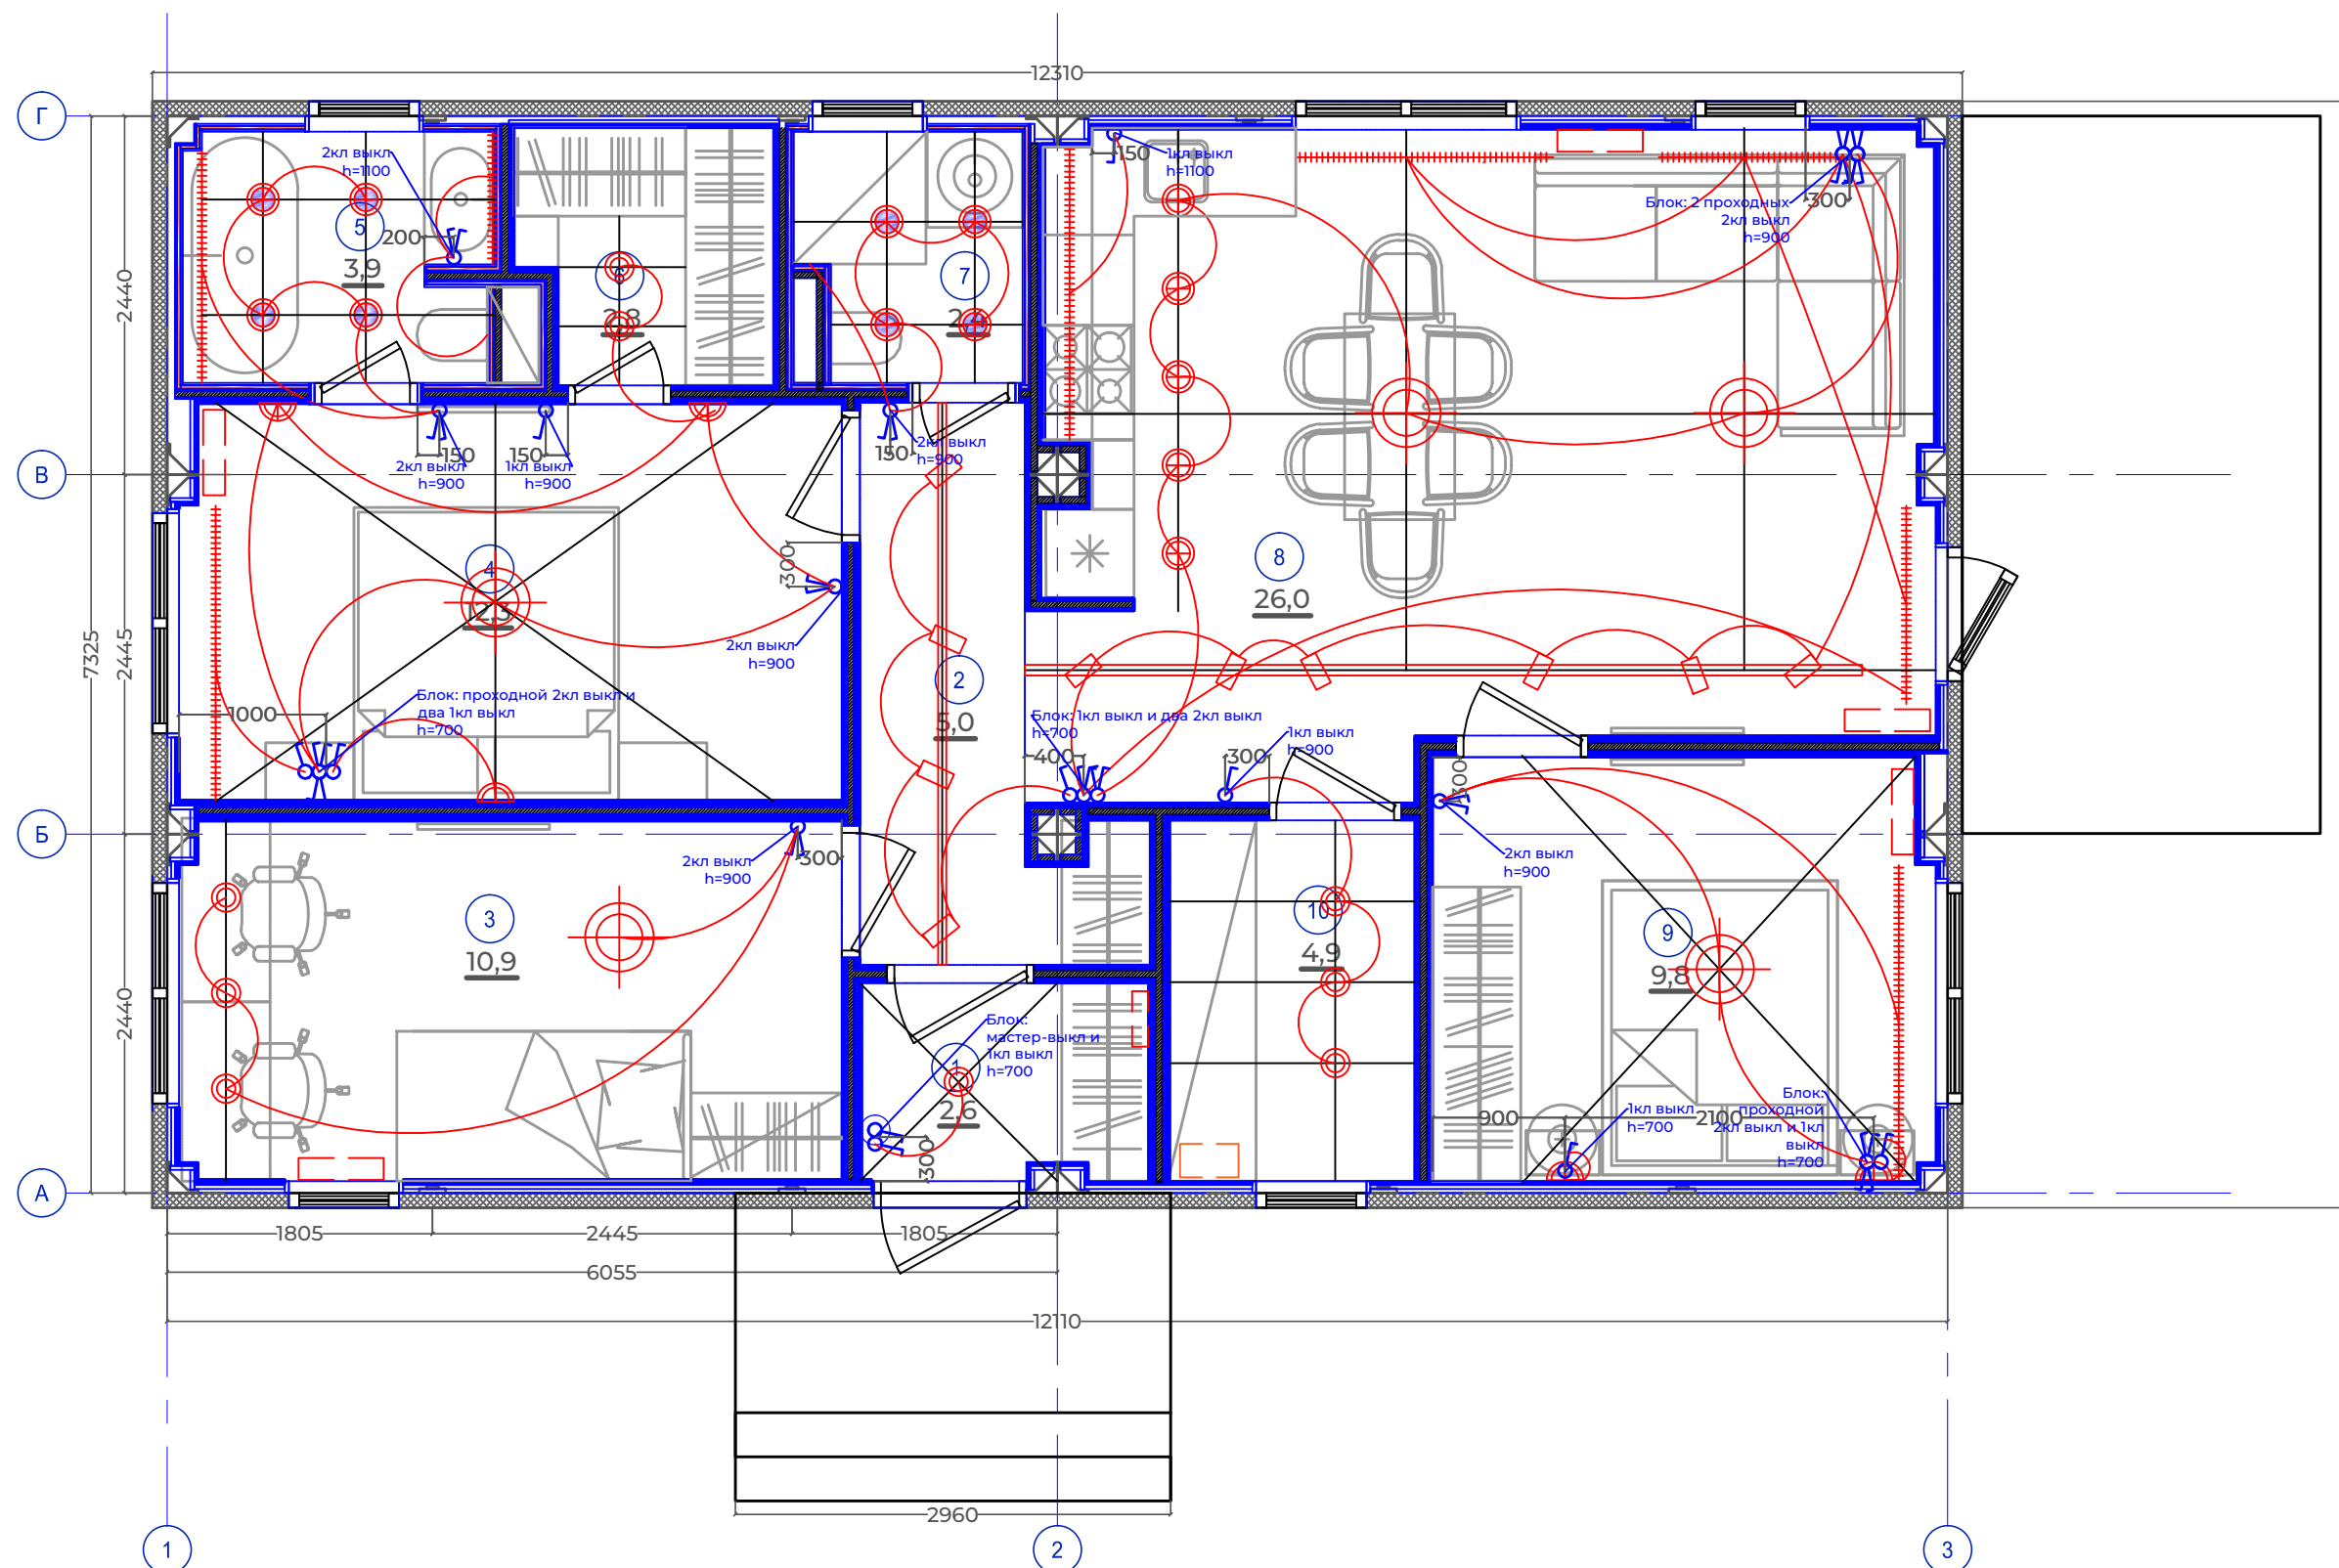 12310
Г
2кл выкл
h=1100
5
200
3,9
6
7
150
1кл выкл
h=1100
Блок: 2 проходных
2кл выкл
h=900
300
2440
В
150
2кл выкл
h=900
150
1кл выкл
h=900
150
2кл выкл
h=900
300
4
12,3
2кл выкл
h=900
8
26,0
7325
2445
1000
Блок: проходной 2кл выкл и
два 1кл выкл
h=700
2
5,0
Блок: 1кл выкл и два 2кл выкл
h=700
400
300
1кл выкл
h=900
300
Б
2кл выкл
h=900
300
2кл выкл
h=900
3
10,9
10
4,9
9
9,8
2440
Блок:
мастер-выкл и
1кл выкл
h=700
1
2,6
300
900
1кл выкл
h=700
2100
Блок:
проходной
2кл выкл и 1кл
выкл
h=700
А
1805
2445
1805
6055
12110
2960
1
2
3